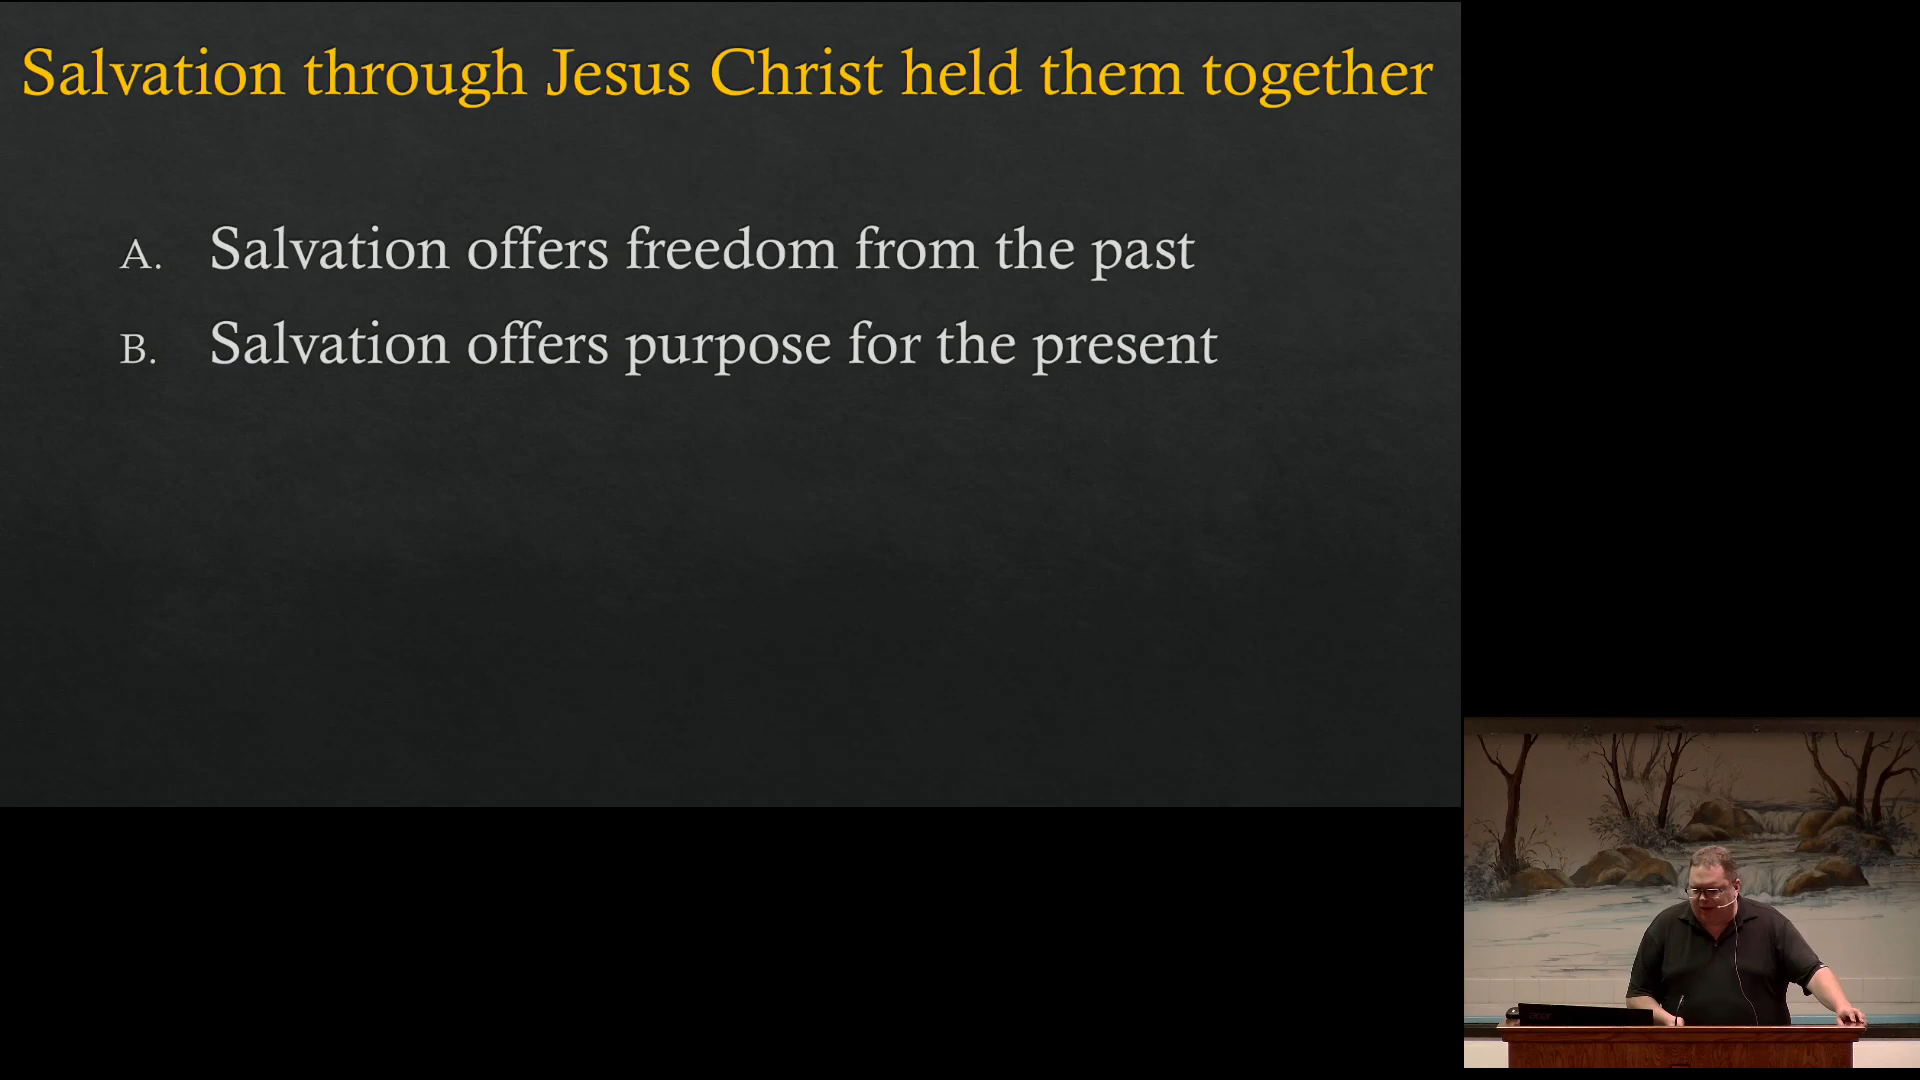 Salvation through Jesus Christ held them together
A. Salvation offers freedom from the past
B. Salvation offers purpose for the present
acer